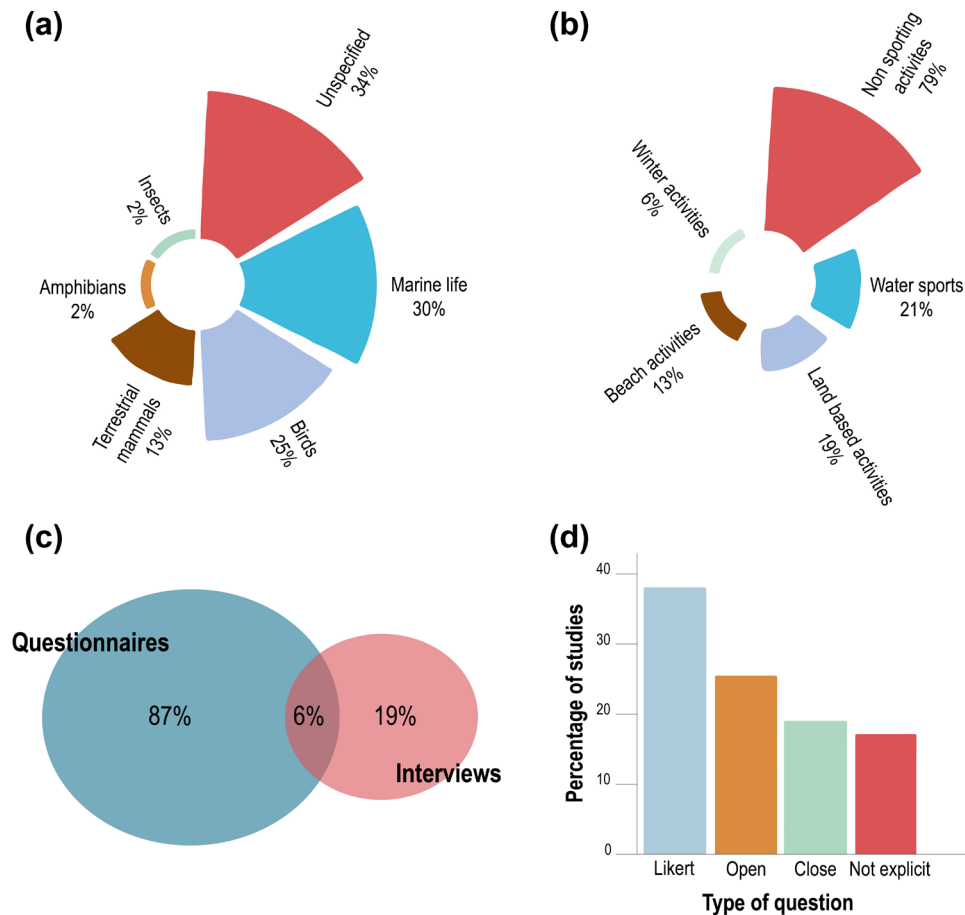 (a)
Unspecified
34%
Marine life
30%
Birds
25%
Terrestrial
mammals
13%
Amphibians
2%
Insects
2%
(b)
Non sporting
activites
79%
Water sports
21%
Land based activities
19%
Beach activities
13%
Winter activities
6%
(c)
Questionnaires
87%
6%
19%
Interviews
(d)
Percentage of studies
40
30
20
10
0
Likert
Open
Close
Not explicit
Type of question